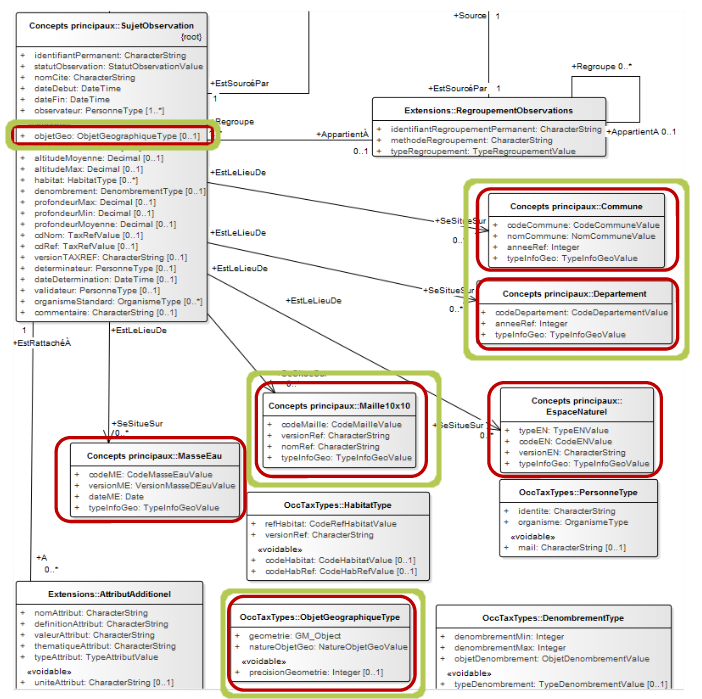 Concepts principaux::SujetObservation
{root}
+ identifiantPermanent: CharacterString
+ statutObservation: StatutObservationValue
+ nomCite: CharacterString
+ dateDebut: DateTime
+ dateFin: DateTime
+ observateur: PersonneType [1..*]
+ objetGeo: ObjetGeographiqueType [0..1]
+ altitudeMoyenne: Decimal [0..1]
+ altitudeMax: Decimal [0..1]
+ habitat: HabitatType [0..*]
+ denombrement: DenombrementType [0..1]
+ profondeurMax: Decimal [0..1]
+ profondeurMin: Decimal [0..1]
+ profondeurMoyenne: Decimal [0..1]
+ cdNom: TaxRefValue [0..1]
+ cdRef: TaxRefValue [0..1]
+ versionTAXREF: CharacterString [0..1]
+ determinateur: PersonneType [0..1]
+ dateDetermination: DateTime [0..1]
+ validateur: PersonneType [0..1]
+ organismeStandard: OrganismeType [0..*]
+ commentaire: CharacterString [0..1]
+Source
1
+EstSourcéPar
1
+EstSourcéPar
1
+Regroupe 0..*
Extensions::RegroupementObservations
+ identifiantRegroupementPermanent: CharacterString
+ methodeRegroupement: CharacterString
+ typeRegroupement: TypeRegroupementValue
+AppartientA 0..1
Regroupe
+AppartientÀ
0..1
+EstLeLieuDe
+SeSitueSur
Concepts principaux::Commune
+ codeCommune: CodeCommuneValue
+ nomCommune: NomCommuneValue
+ anneeRef: Integer
+ typeInfoGeo: TypeInfoGeoValue
+EstLeLieuDe
+SeSitueSur
0..*
Concepts principaux::Departement
+ codeDepartement: CodeDepartementValue
+ anneeRef: Integer
+ typeInfoGeo: TypeInfoGeoValue
+EstLeLieuDe
+EstLeLieuDe
+EstLeLieuDe
1
+EstRattachéÀ
SeSitueSur
0..
Concepts principaux::Maille10x10
+ codeMaille: CodeMailleValue
+ versionRef: CharacterString
+ nomRef: CharacterString
+ typeInfoGeo: TypeInfoGeoValue
+SeSitueSur
0..*
Concepts principaux::
EspaceNaturel
+ typeEN: TypeENValue
+ codeEN: CodeENValue
+ versionEN: CharacterString
+ typeInfoGeo: TypeInfoGeoValue
+SeSitueSur
0..*
Concepts principaux::MasseEau
+ codeME: CodeMasseEauValue
+ versionME: VersionMasseDEauValue
+ dateME: Date
+ typeInfoGeo: TypeInfoGeoValue
OccTaxTypes::HabitatType
+ refHabitat: CodeRefHabitatValue
+ versionRef: CharacterString
«voidable»
+ codeHabitat: CodeHabitatValue [0..1]
+ codeHabRef: CodeHabRefValue [0..1]
OccTaxTypes::PersonneType
+ identite: CharacterString
+ organisme: OrganismeType
«voidable»
+ mail: CharacterString [0..1]
+A
0..*
Extensions::AttributAdditionel
+ nomAttribut: CharacterString
+ definitionAttribut: CharacterString
+ valeurAttribut: CharacterString
+ thematiqueAttribut: CharacterString
+ typeAttribut: TypeAttributValue
«voidable»
+ uniteAttribut: CharacterString [0..1]
OccTaxTypes::ObjetGeographiqueType
+ geometrie: GM_Object
+ natureObjetGeo: NatureObjetGeoValue
«voidable»
+ precisionGeometrie: Integer [0..1]
OccTaxTypes::DenombrementType
+ denombrementMin: Integer
+ denombrementMax: Integer
+ objetDenombrement: ObjetDenombrementValue
«voidable»
+ typeDenombrement: TypeDenombrementValue [0..1]